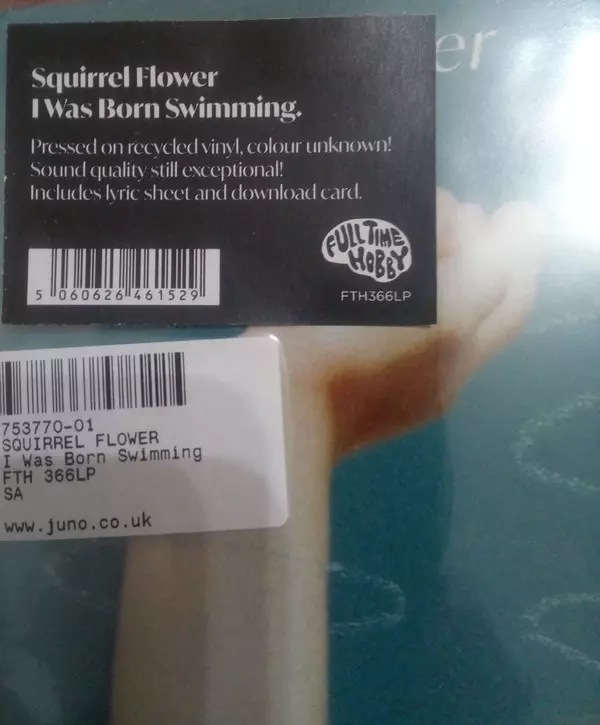 er
Squirrel Flower
I Was Born Swimming.
Pressed on recycled vinyl, colour unknown!
Sound quality still exceptional!
Includes lyric sheet and download card.
FULL TIME
HOBBY
5 060626 461529
FTH366LP
753770-01
SQUIRREL FLOWER
I Was Born Swimming
FTH 366LP
SA
www.juno.co.uk